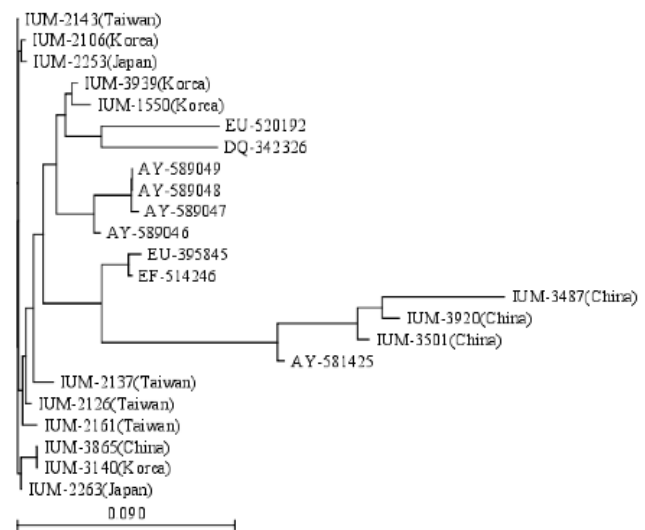 IUM-2143(Taiwan)
IUM-2106(Korea)
IUM-2253(Japan)
IUM-3939(Korea)
IUM-1550(Korea)
EU-520192
DQ-342326
AY-589049
AY-589048
AY-589047
AY-589046
EU-395845
EF-514246
IUM-3487(China)
IUM-3920(China)
IUM-3501(China)
AY-581425
IUM-2137(Taiwan)
IUM-2126(Taiwan)
IUM-2161(Taiwan)
IUM-3865(China)
IUM-3140(Korea)
IUM-2263(Japan)
0.090